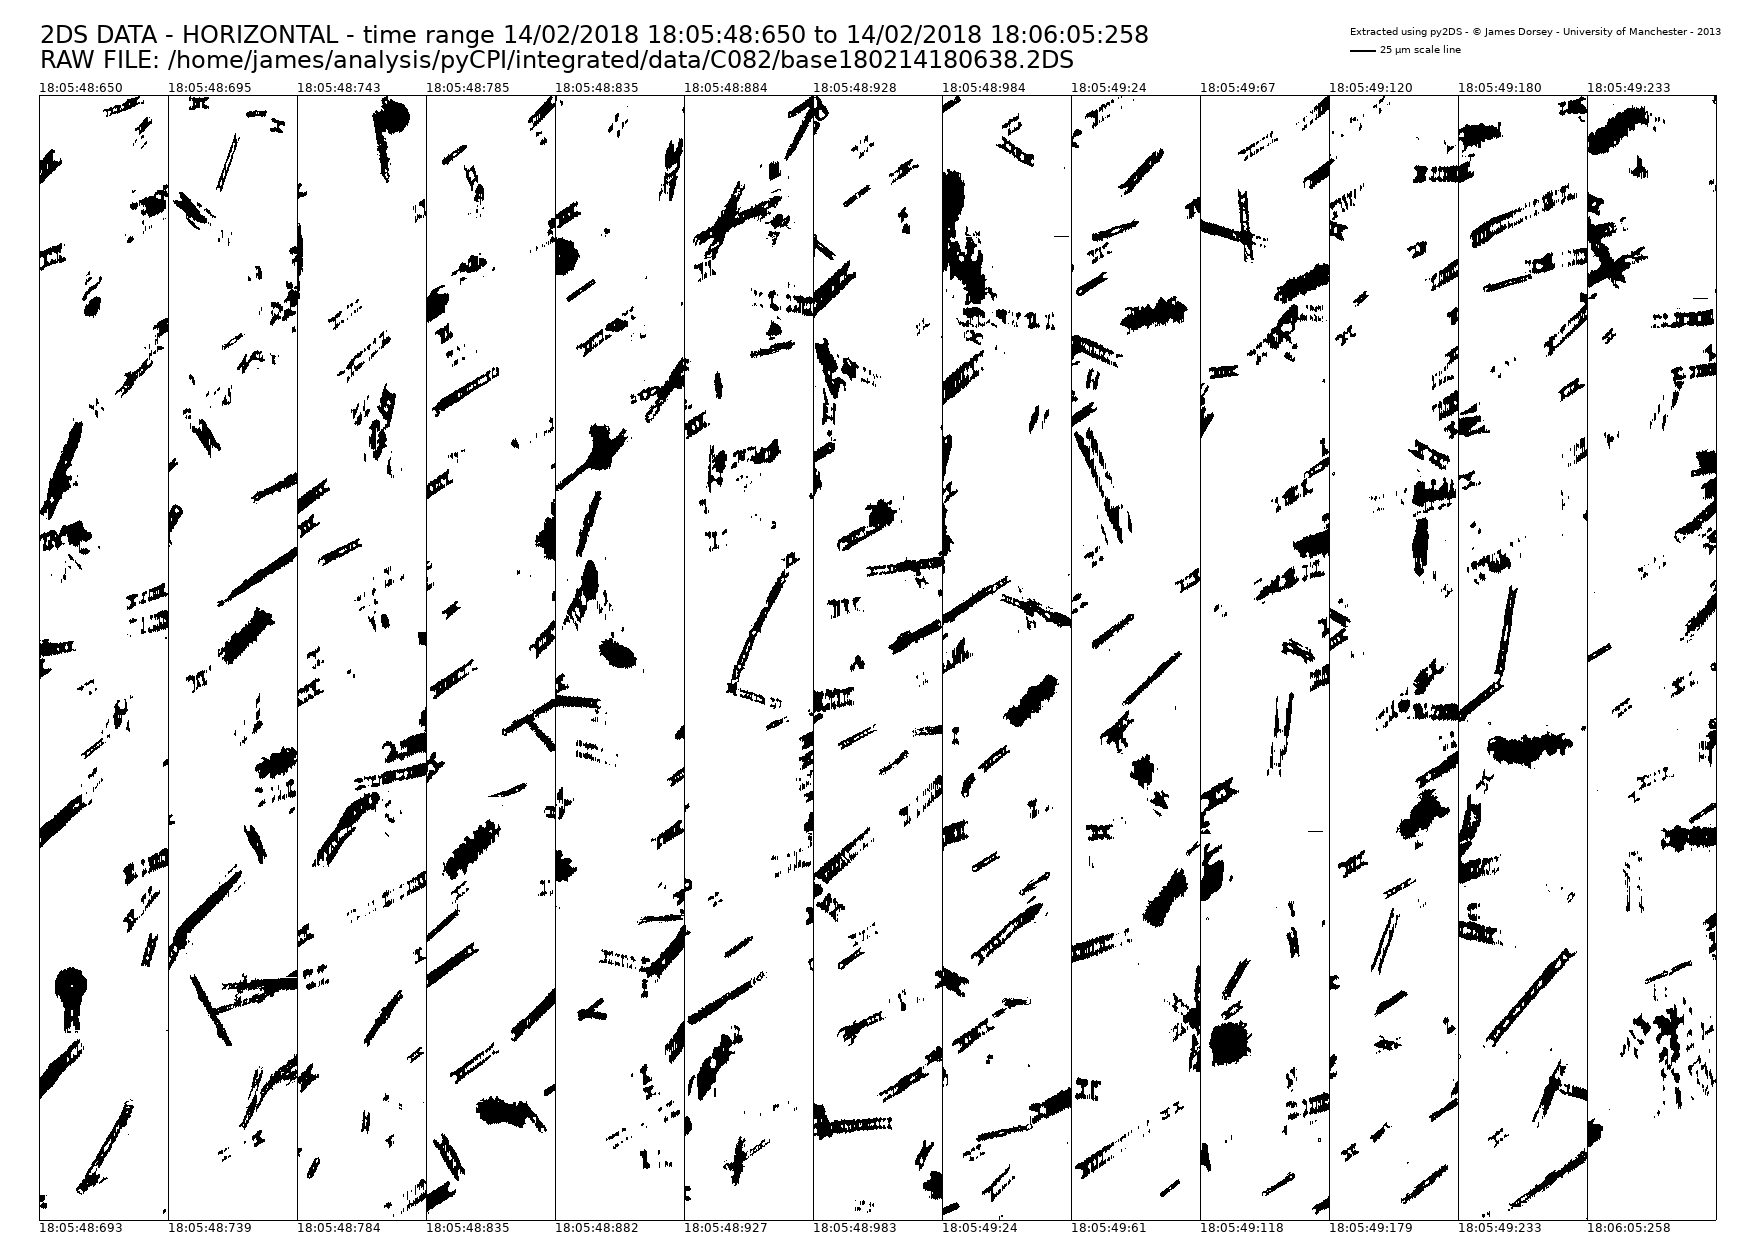 2DS DATA - HORIZONTAL - time range 14/02/2018 18:05:48:650 to 14/02/2018 18:06:05:258
RAW FILE: /home/james/analysis/pyCPI/integrated/data/C082/base180214180638.2DS
Extracted using py2DS - © James Dorsey - University of Manchester - 2013
25 µm scale line
18:05:48:650 18:05:48:695 18:05:48:743 18:05:48:785 18:05:48:835 18:05:48:884 18:05:48:928 18:05:48:984 18:05:49:24 18:05:49:67 18:05:49:120 18:05:49:180 18:05:49:233
18:05:48:693 18:05:48:739 18:05:48:784 18:05:48:835 18:05:48:882 18:05:48:927 18:05:48:983 18:05:49:24 18:05:49:61 18:05:49:118 18:05:49:179 18:05:49:233 18:06:05:258